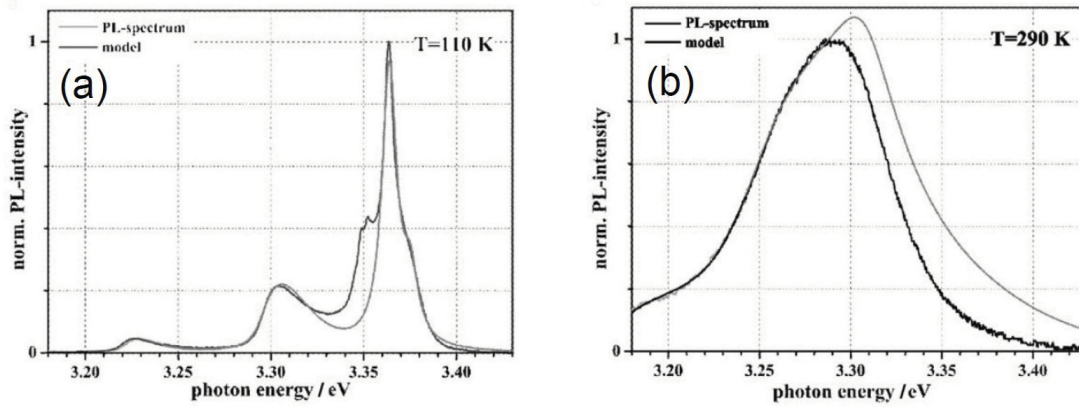 PL-spectrum
model
T=110 K
(a)
1
0
norm. PL-intensity
3.20 3.25 3.30 3.35 3.40
photon energy / eV
PL-spectrum
model
T=290 K
(b)
1
0
norm. PL-intensity
3.20 3.25 3.30 3.35 3.40
photon energy / eV